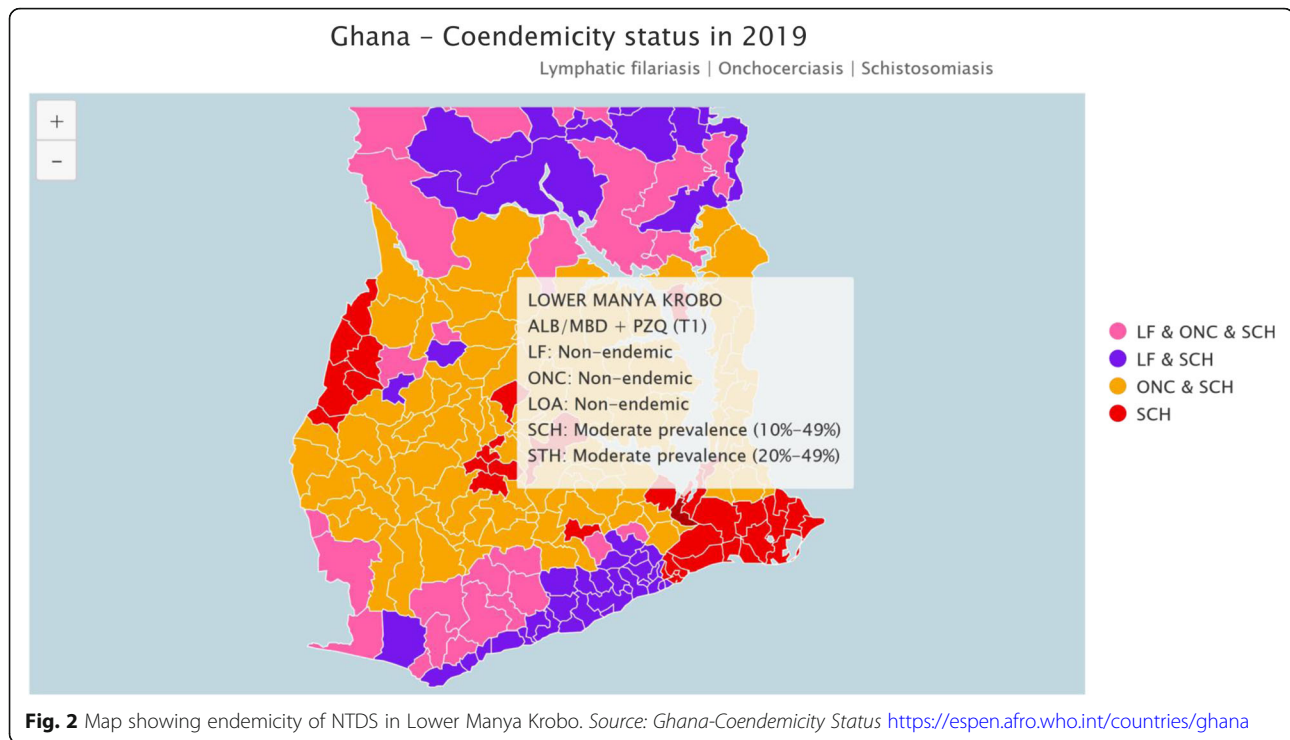 Ghana – Coendemicity status in 2019
Lymphatic filariasis | Onchocerciasis | Schistosomiasis
+
–
LOWER MANYA KROBO
ALB/MBD + PZQ (T1)
LF: Non-endemic
ONC: Non-endemic
LOA: Non-endemic
SCH: Moderate prevalence (10%–49%)
STH: Moderate prevalence (20%–49%)
LF & ONC & SCH
LF & SCH
ONC & SCH
SCH
Fig. 2 Map showing endemicity of NTDS in Lower Manya Krobo. Source: Ghana-Coendemicity Status https://espen.afro.who.int/countries/ghana